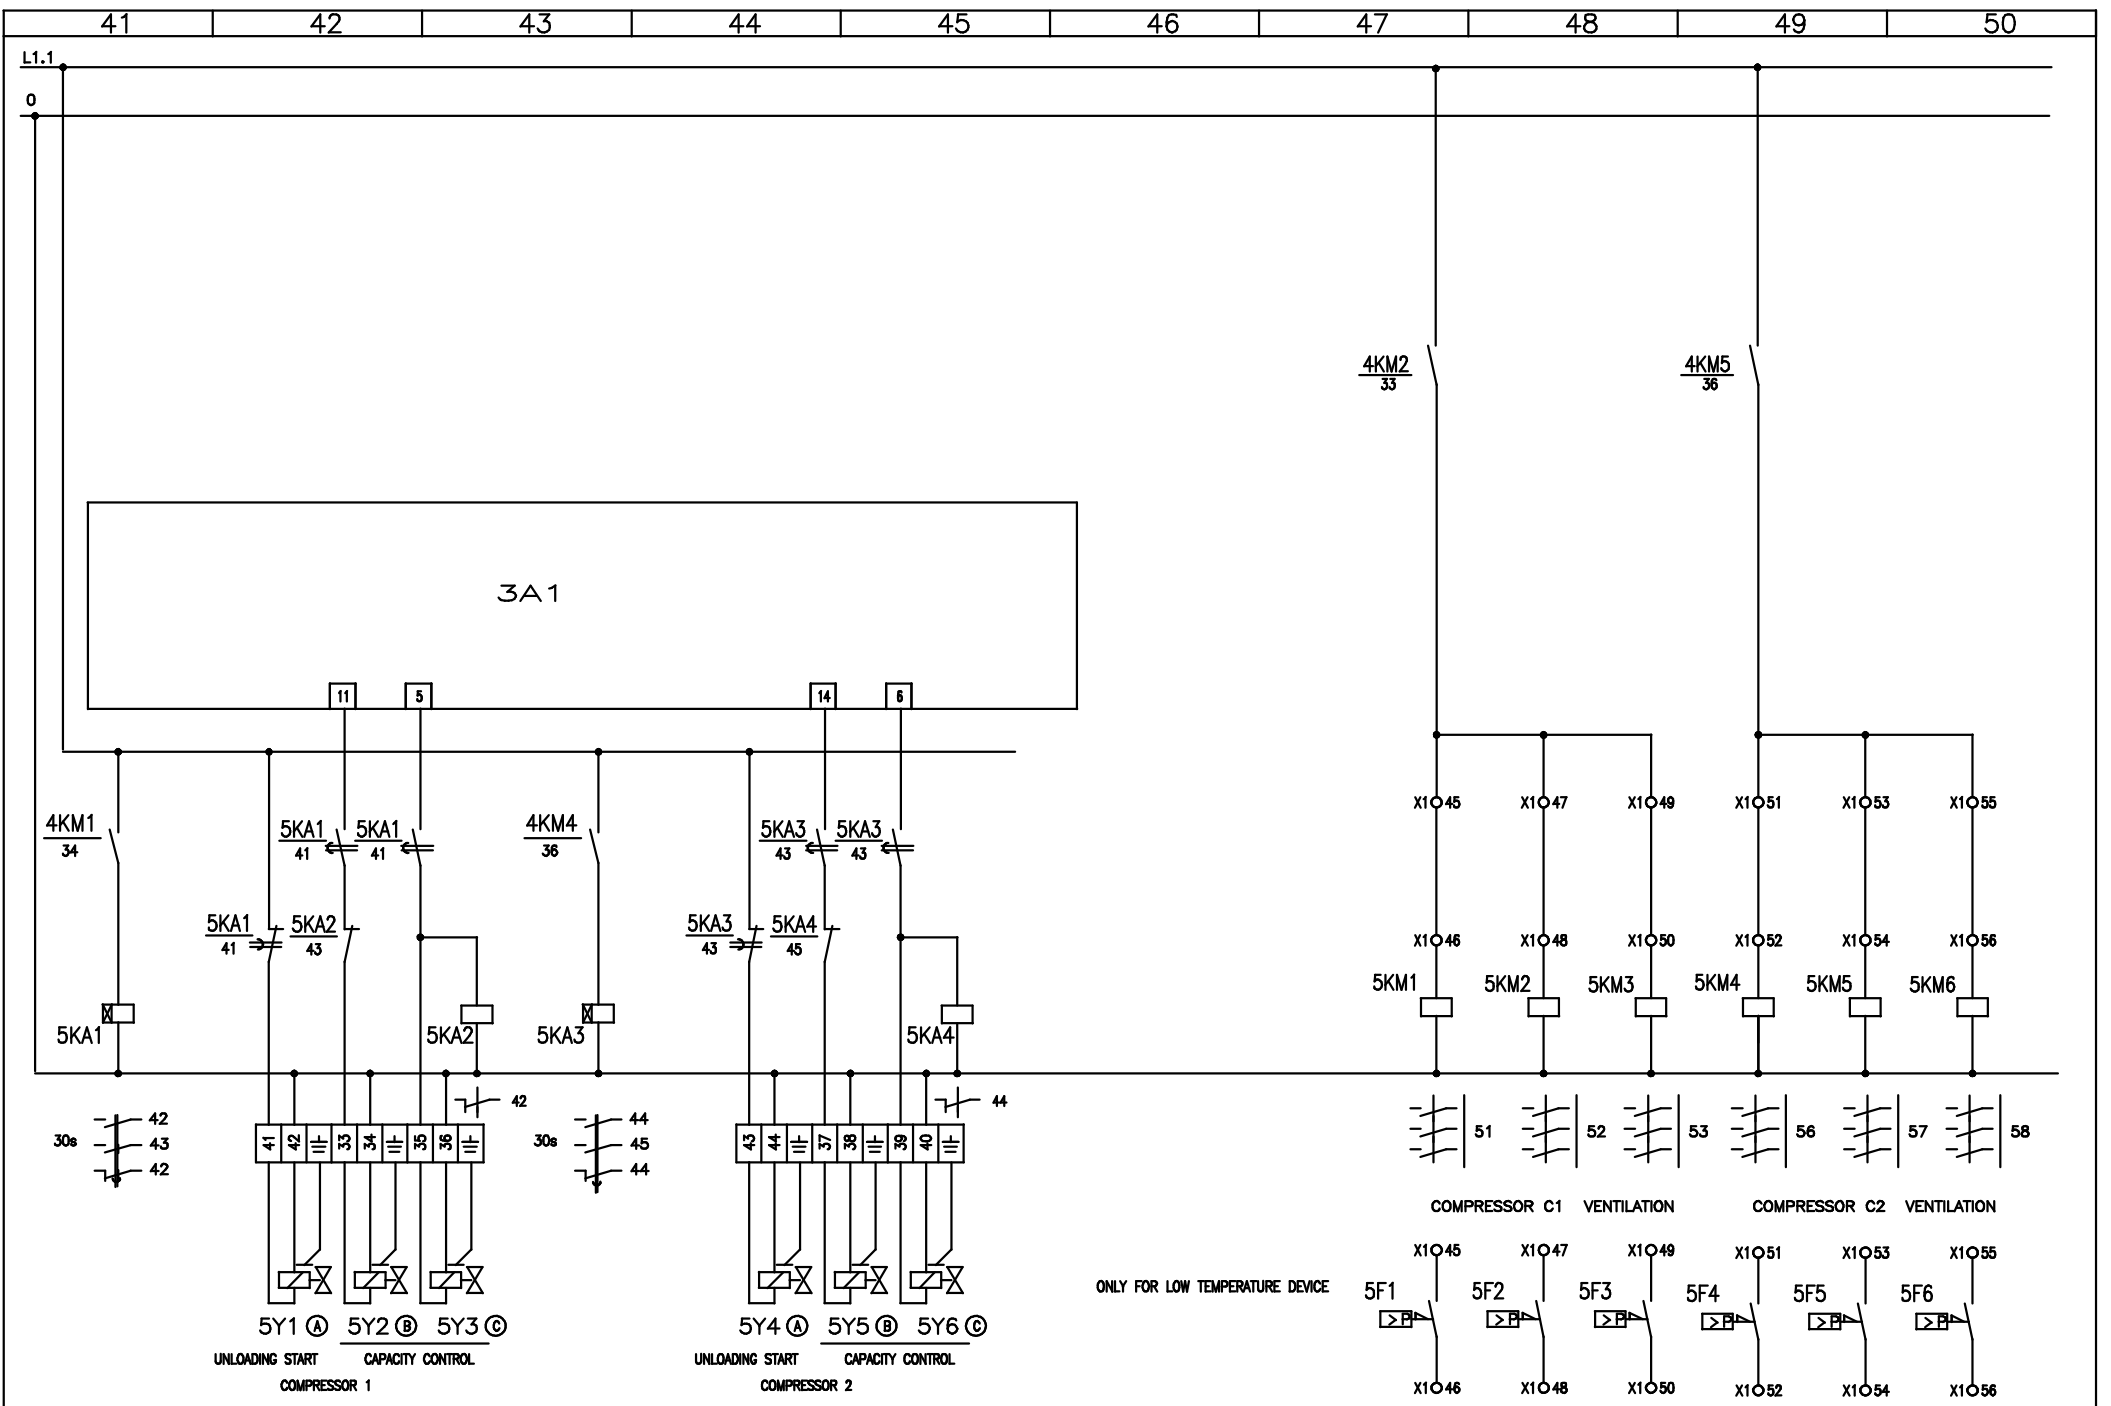 41 42 43 44 45 46 47 48 49 50
L1.1
0
4KM2 4KM5
33 36
3A1
11 5 14 6
X1 45 X1 47 X1 49 X1 51 X1 53 X1 55
4KM1 5KA1 5KA1 4KM4 5KA3 5KA3
34 41 41 36 43 43
5KA1 5KA2 5KA3 5KA4
41 43 43 45
X1 46 X1 48 X1 50 X1 52 X1 54 X1 56
5KM1 5KM2 5KM3 5KM4 5KM5 5KM6
5KA1 5KA2 5KA3 5KA4
42 44
42 44
30s 43 30s 45
42 44
41 42 33 34 35 36 43 44 37 38 39 40
51 52 53 56 57 58
COMPRESSOR C1 VENTILATION COMPRESSOR C2 VENTILATION
X1 45 X1 47 X1 49 X1 51 X1 53 X1 55
ONLY FOR LOW TEMPERATURE DEVICE
5F1 5F2 5F3 5F4 5F5 5F6
>P >P >P >P >P >P
5Y1 A 5Y2 B 5Y3 C 5Y4 A 5Y5 B 5Y6 C
UNLOADING START CAPACITY CONTROL UNLOADING START CAPACITY CONTROL
COMPRESSOR 1 COMPRESSOR 2
X1 46 X1 48 X1 50 X1 52 X1 54 X1 56